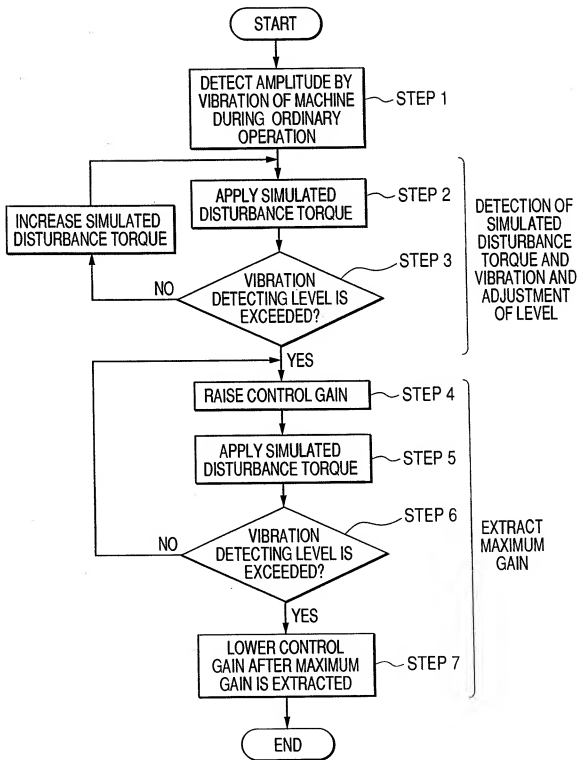 START
DETECT AMPLITUDE BY
VIBRATION OF MACHINE
DURING ORDINARY
OPERATION
STEP 1
APPLY SIMULATED
DISTURBANCE TORQUE
STEP 2
INCREASE SIMULATED
DISTURBANCE TORQUE
DETECTION OF
SIMULATED
DISTURBANCE
TORQUE AND
VIBRATION AND
ADJUSTMENT
OF LEVEL
STEP 3
VIBRATION
DETECTING LEVEL IS
EXCEEDED?
NO
YES
RAISE CONTROL GAIN
STEP 4
APPLY SIMULATED
DISTURBANCE TORQUE
STEP 5
STEP 6
VIBRATION
DETECTING LEVEL IS
EXCEEDED?
NO
EXTRACT
MAXIMUM
GAIN
YES
LOWER CONTROL
GAIN AFTER MAXIMUM
GAIN IS EXTRACTED
STEP 7
END